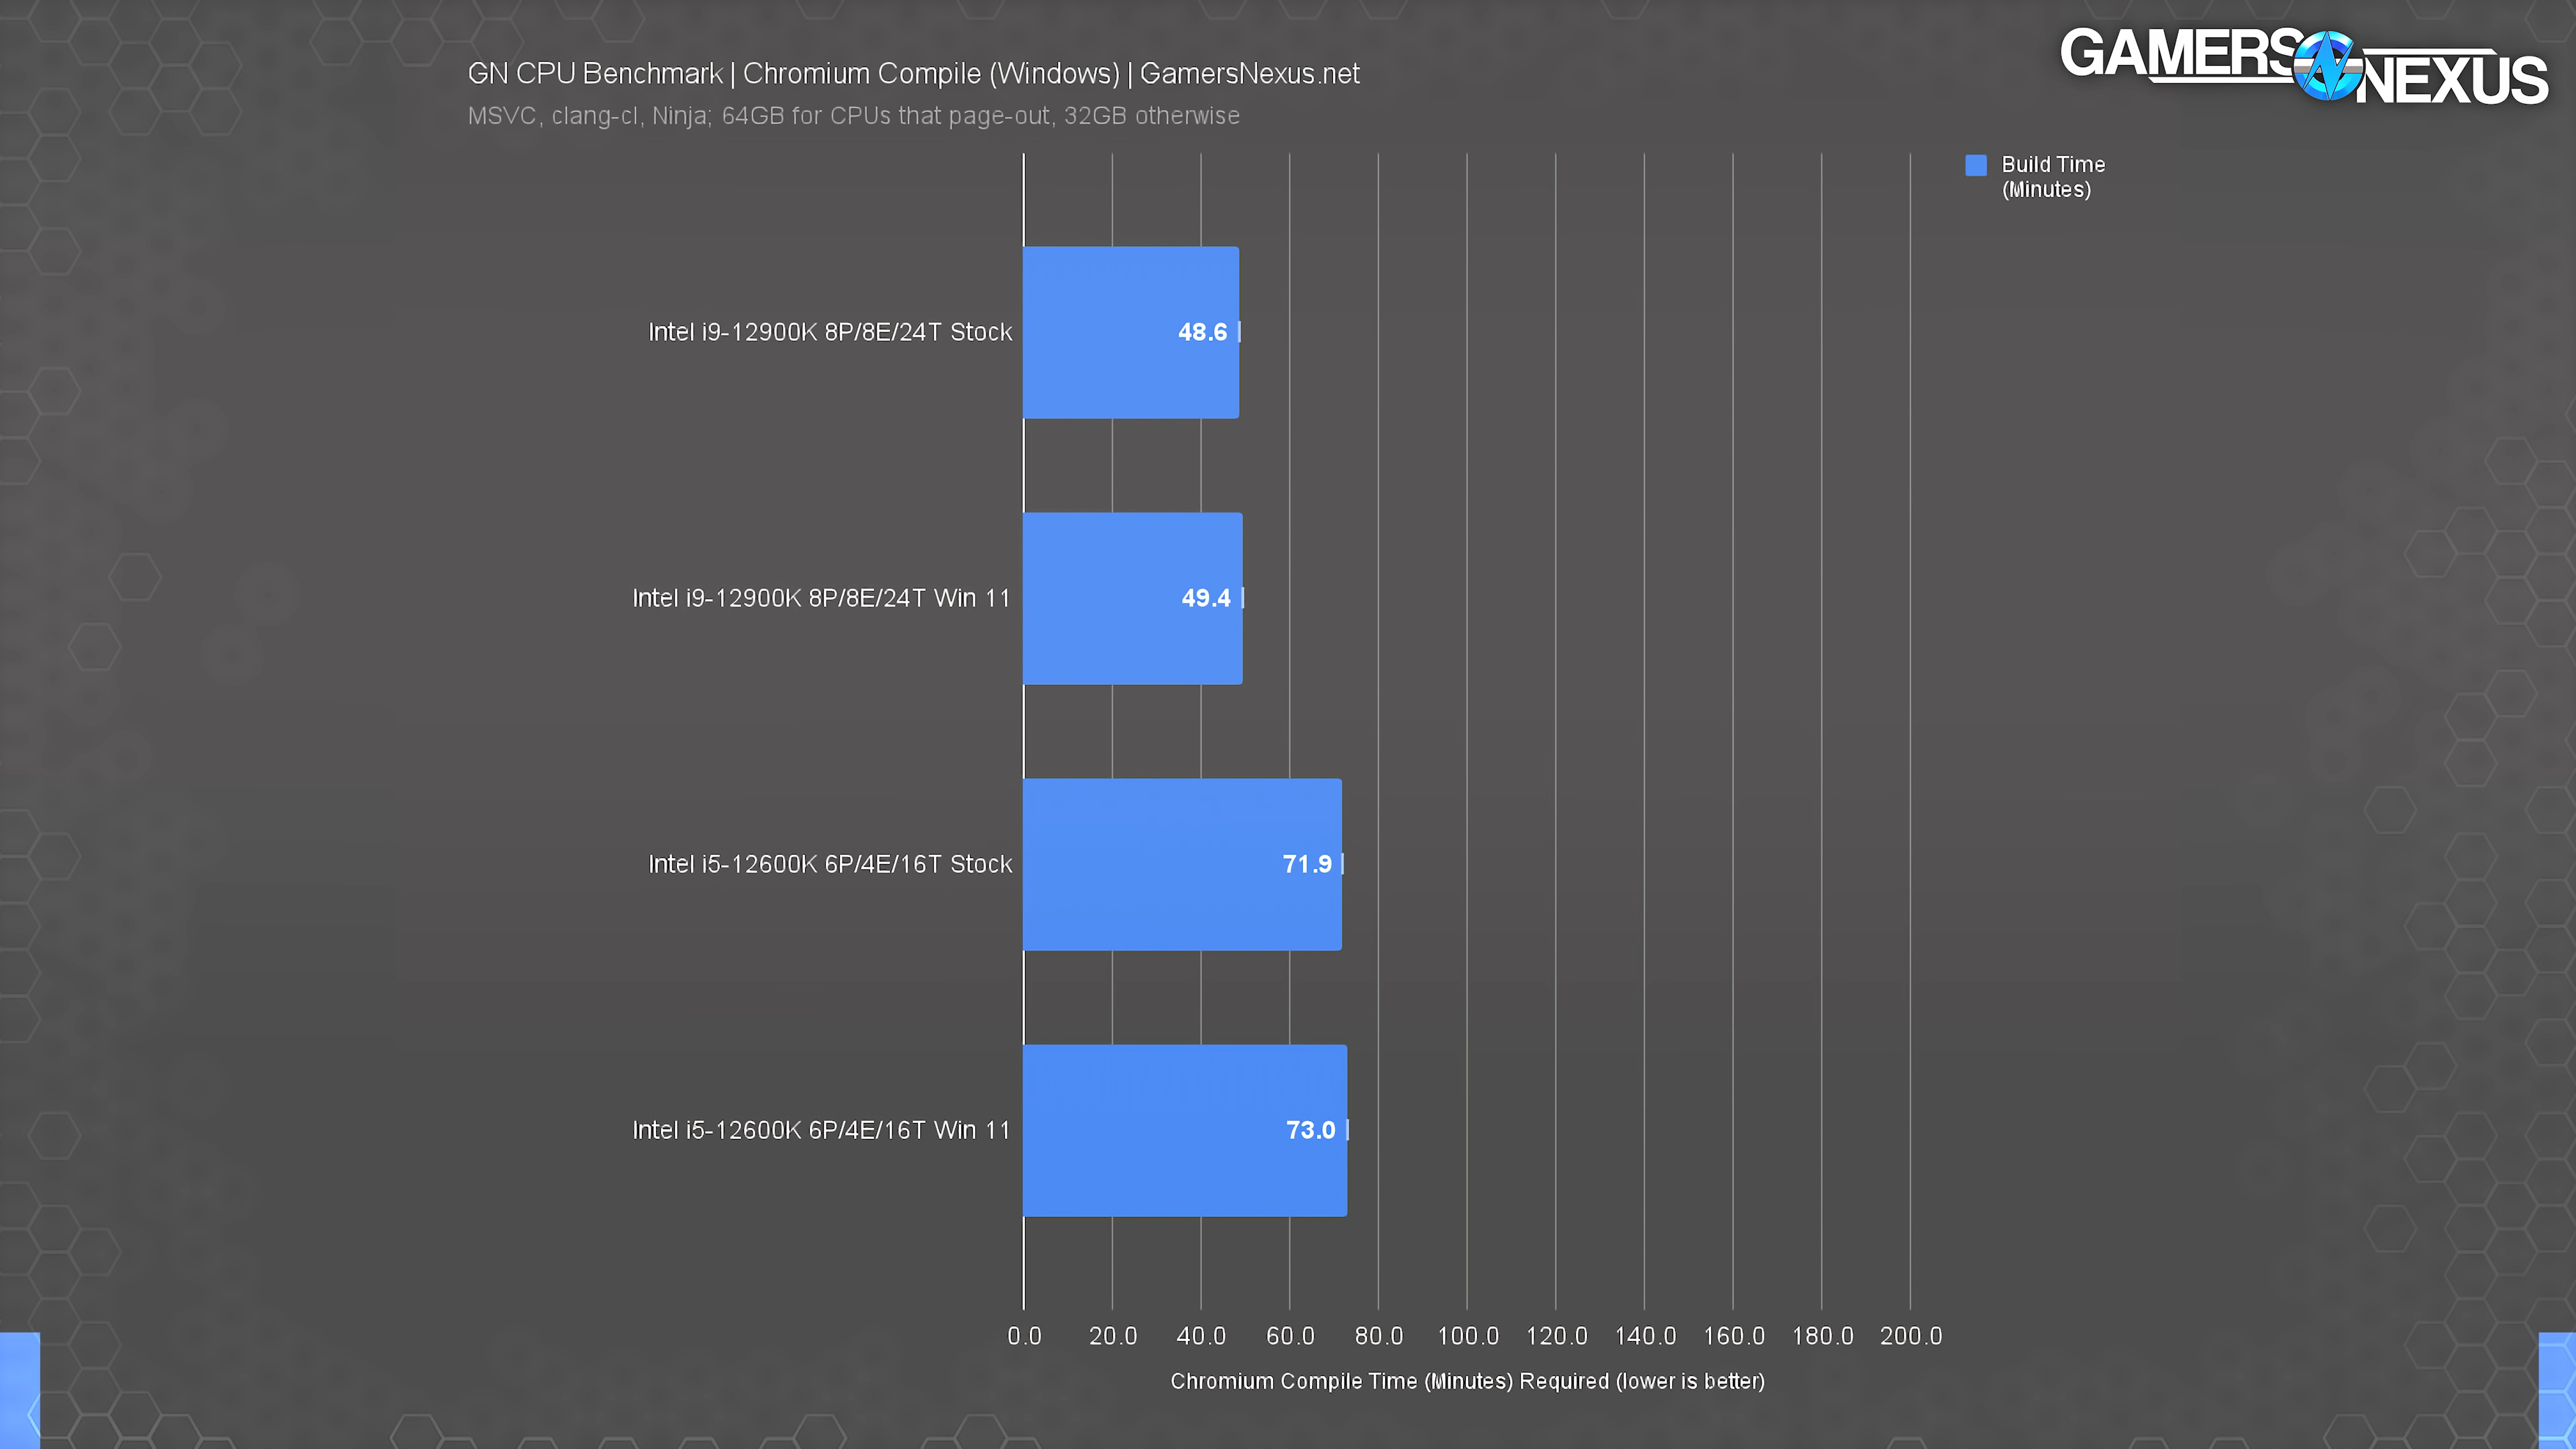 GAMERS NEXUS
GN CPU Benchmark | Chromium Compile (Windows) | GamersNexus.net
MSVC, clang-cl, Ninja; 64GB for CPUs that page-out, 32GB otherwise
Build Time
(Minutes)
Intel i9-12900K 8P/8E/24T Stock 48.6
Intel i9-12900K 8P/8E/24T Win 11 49.4
Intel i5-12600K 6P/4E/16T Stock 71.9
Intel i5-12600K 6P/4E/16T Win 11 73.0
0.0 20.0 40.0 60.0 80.0 100.0 120.0 140.0 160.0 180.0 200.0
Chromium Compile Time (Minutes) Required (lower is better)